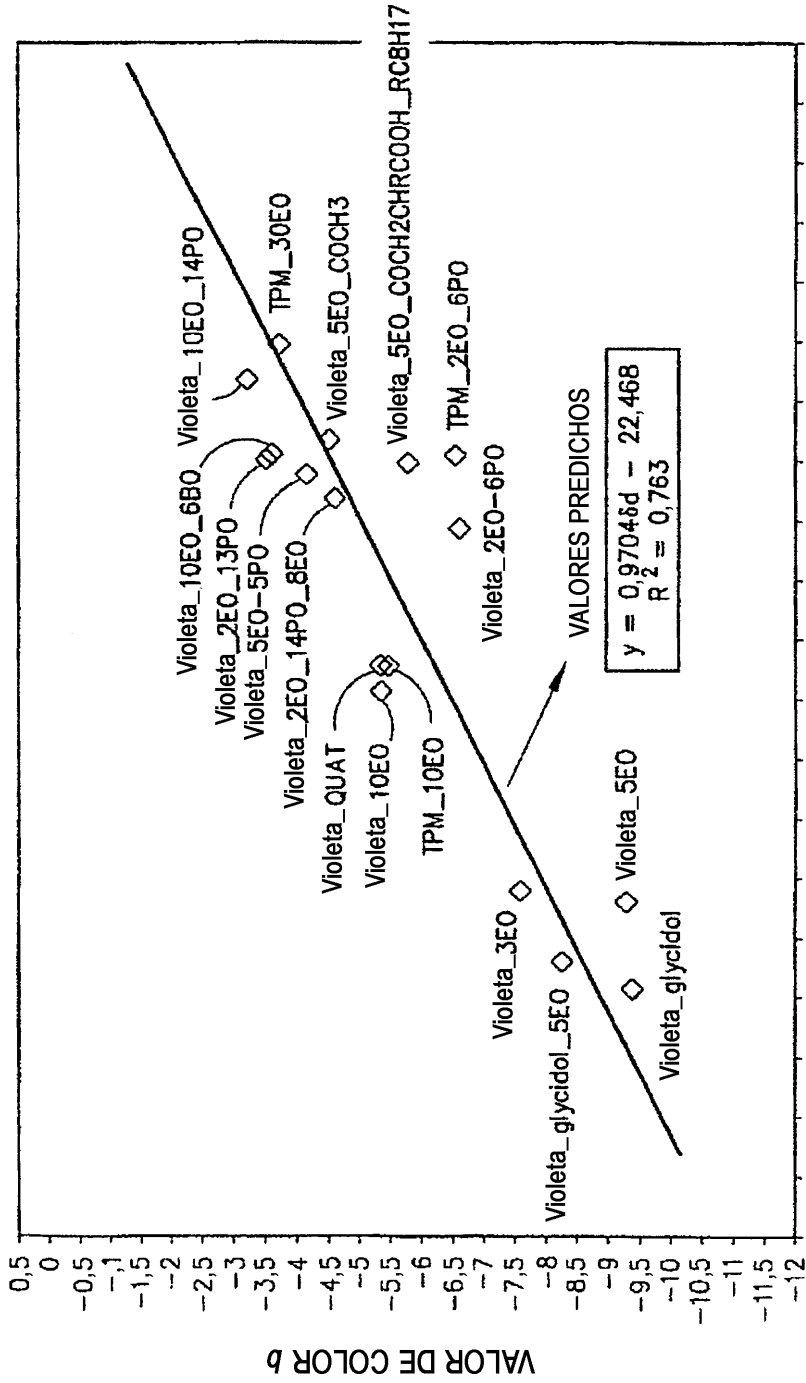 VALOR DE COLOR b
0,5
0
-0,5
-,1
-1,5
-2
-2,5
-3
-3,5
-4
-4,5
-5
-5,5
-6
-6,5
-7
-7,5
-8
-8,5
-9
-9,5
-10
-10,5
-11
-11,5
-12
Violeta_10EO_14PO
Violeta_10EO_6BO
Violeta_2EO_13PO
Violeta_5EO-5PO
Violeta_2EO_14PO_8EO
TPM_30EO
Violeta_5EO_COCH3
Violeta_5EO_COCH2CHRCOOH_RC8H17
TPM_2EO_6PO
Violeta_2EO-6PO
Violeta_QUAT
Violeta_10EO
TPM_10EO
Violeta_3EO
Violeta_glycidol_5EO
Violeta_5EO
Violeta_glycidol
VALORES PREDICHOS
y = 0,9704δd - 22,468
R² = 0,763